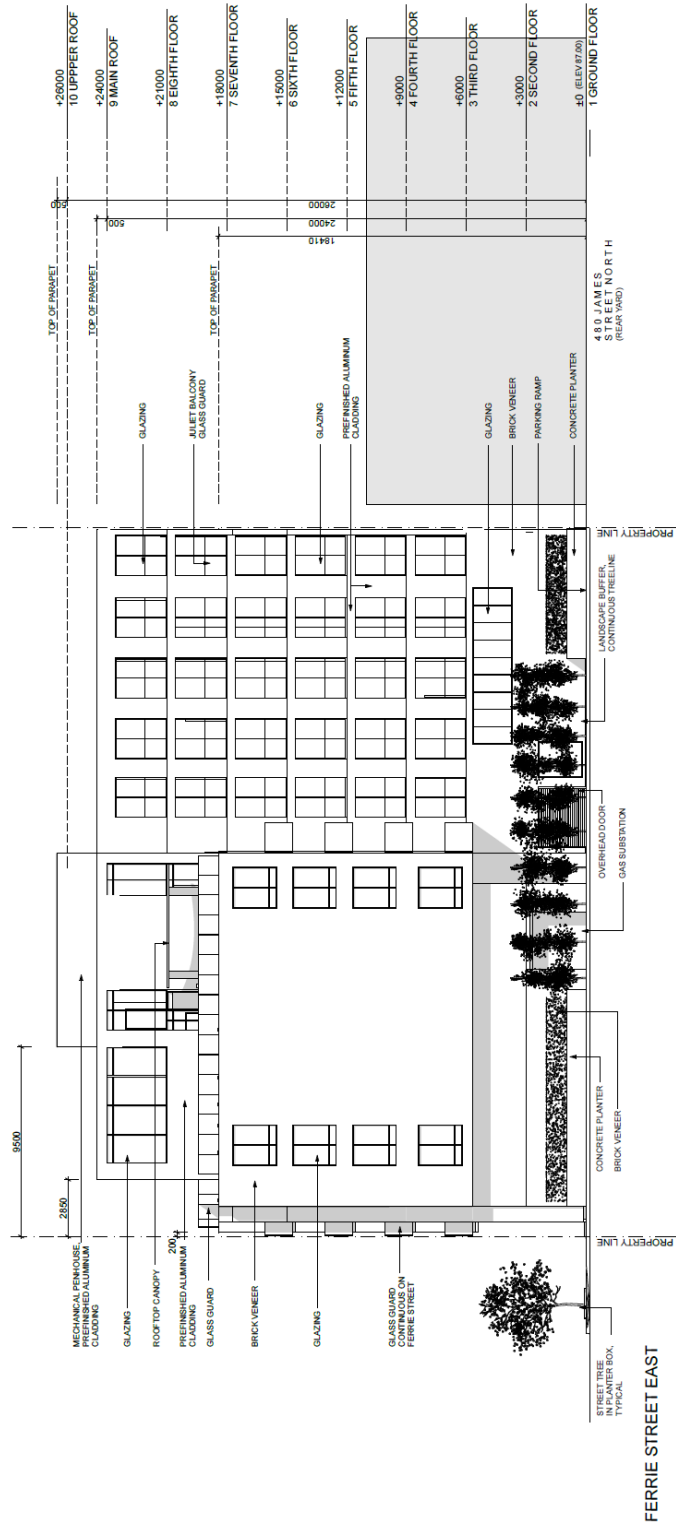 +26000
10 UPPPER ROOF
+24000
9 MAIN ROOF
+21000
8 EIGHTH FLOOR
+18000
7 SEVENTH FLOOR
+15000
6 SIXTH FLOOR
+12000
5 FIFTH FLOOR
+9000
4 FOURTH FLOOR
+6000
3 THIRD FLOOR
+3000
2 SECOND FLOOR
±0 (ELEV 87.00)
1 GROUND FLOOR
500
26000
500
24000
18410
TOP OF PARAPET
TOP OF PARAPET
TOP OF PARAPET
480 JAMES
STREET NORTH
(REAR YARD)
GLAZING
JULIET BALCONY
GLASS GUARD
GLAZING
PREFINISHED ALUMINUM
CLADDING
GLAZING
BRICK VENEER
PARKING RAMP
CONCRETE PLANTER
PROPERTY LINE
LANDSCAPE BUFFER,
CONTINUOUS TREELINE
OVERHEAD DOOR
GAS SUBSTATION
CONCRETE PLANTER
BRICK VENEER
9500
2850
200
MECHANICAL PENHOUSE,
PREFINISHED ALUMINUM
CLADDING
GLAZING
ROOFTOP CANOPY
PREFINISHED ALUMINUM
CLADDING
GLASS GUARD
BRICK VENEER
GLAZING
GLASS GUARD
CONTINUOUS ON
FERRIE STREET
PROPERTY LINE
STREET TREE
IN PLANTER BOX,
TYPICAL
FERRIE STREET EAST